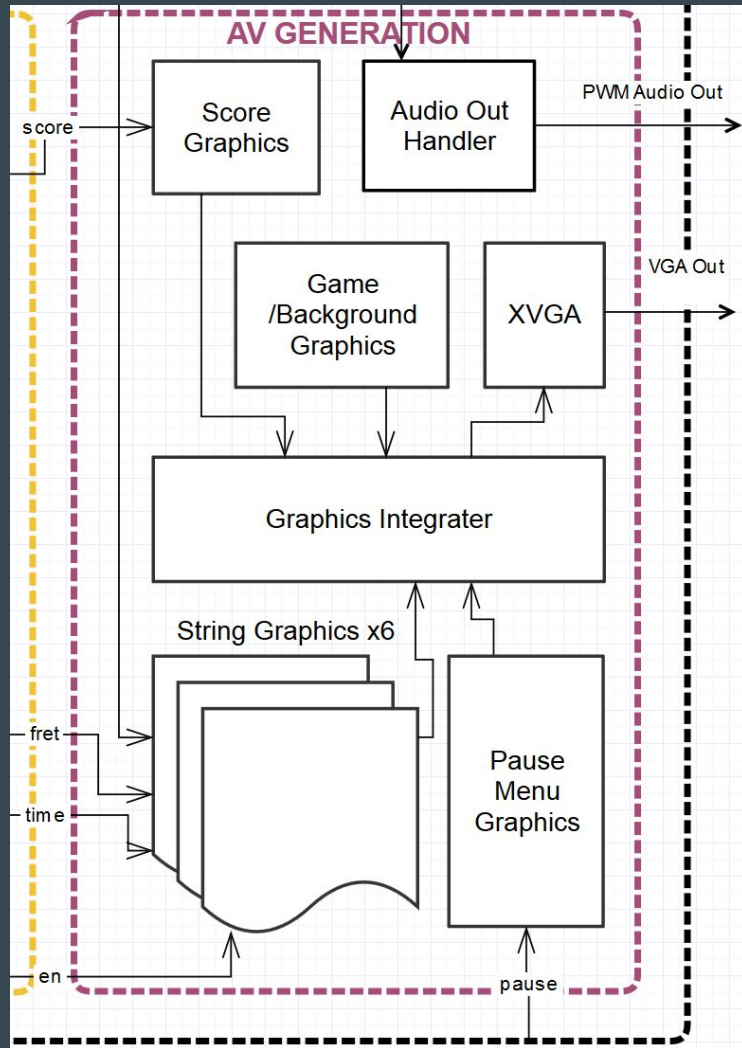 AV GENERATION
score
Score
Graphics
Audio Out
Handler
PWM Audio Out
Game
/Background
Graphics
XVGA
VGA Out
Graphics Integrater
String Graphics x6
fret
time
Pause
Menu
Graphics
en
pause